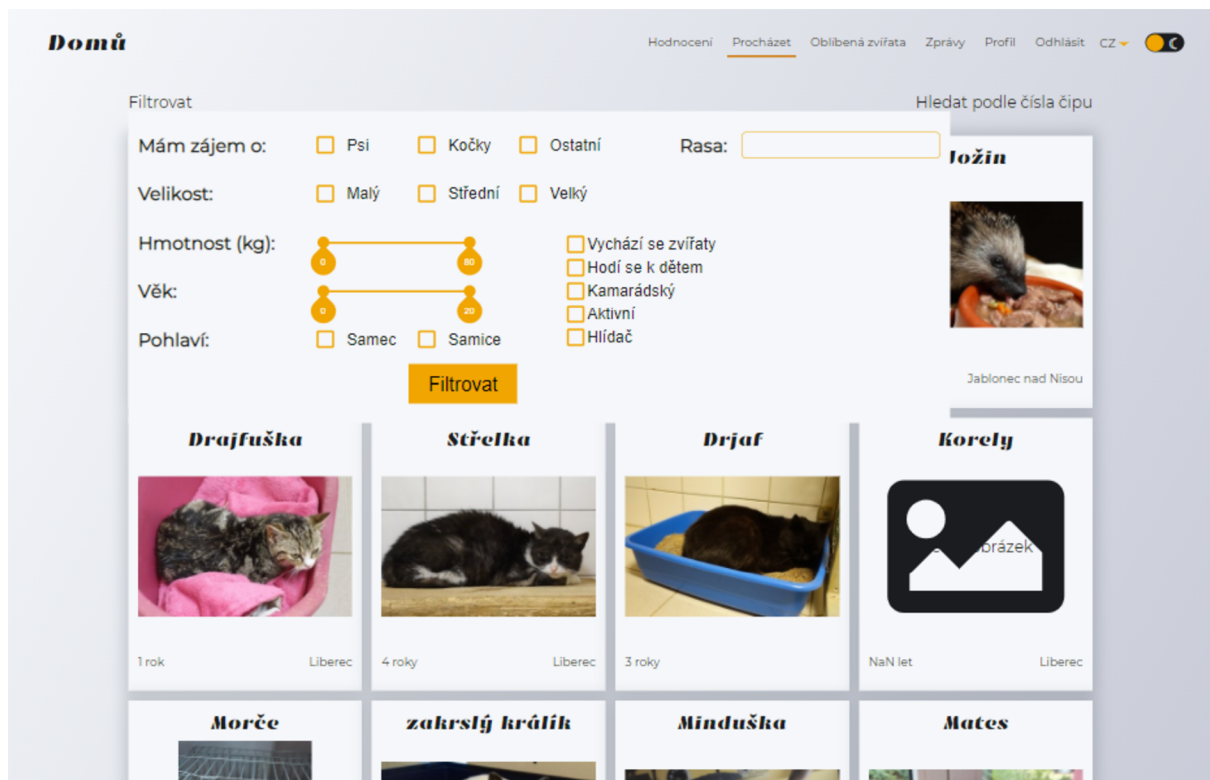 Domů
Hodnocení Procházet Oblíbená zvířata Zprávy Profil Odhlásit CZ
Filtrovat Hledat podle čísla čipu
Mám zájem o: Psi Kočky Ostatní Rasa:
Velikost: Malý Střední Velký
Hmotnost (kg): 0 80
Věk: 0 20
Pohlaví: Samec Samice
Vychází se zvířaty
Hodí se k dětem
Kamarádský
Aktivní
Hlídač
Filtrovat
Jožin
Jablonec nad Nisou
Drajfuška Střelka Drjaf Korely
brázek
1 rok Liberec 4 roky Liberec 3 roky NaN let Liberec
Morče zakrslý králík Minduška Mates